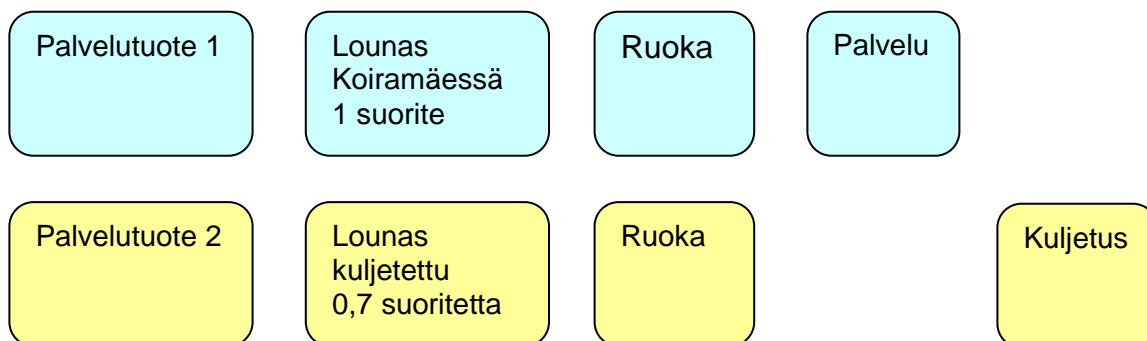 Palvelutuote 1
Lounas
Koiramäessä
1 suorite
Ruoka
Palvelu
Palvelutuote 2
Lounas
kuljetettu
0,7 suoritetta
Ruoka
Kuljetus